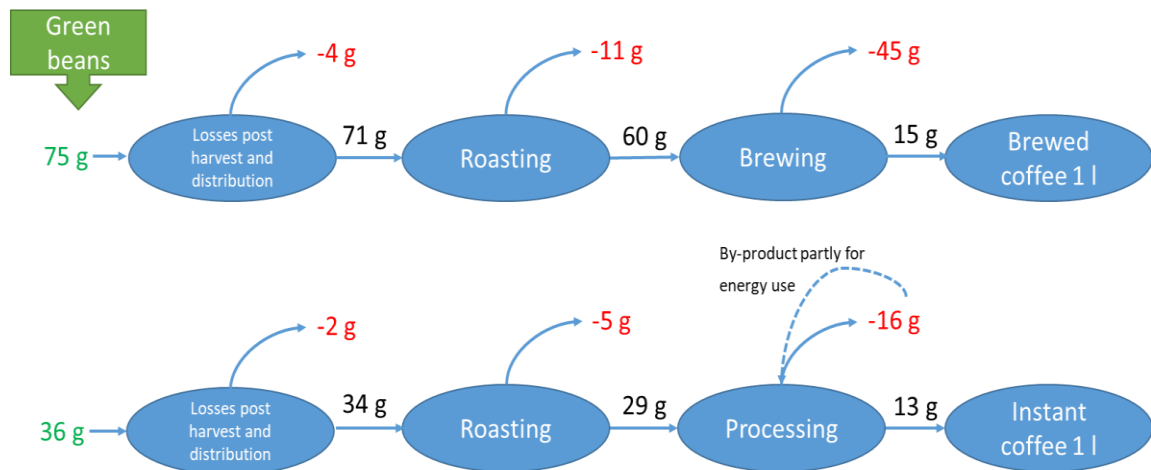 Green
beans
-4 g
-11 g
-45 g
75 g
Losses post
harvest and
distribution
71 g
Roasting
60 g
Brewing
15 g
Brewed
coffee 1 l
By-product partly for
energy use
-2 g
-5 g
-16 g
36 g
Losses post
harvest and
distribution
34 g
Roasting
29 g
Processing
13 g
Instant
coffee 1 l